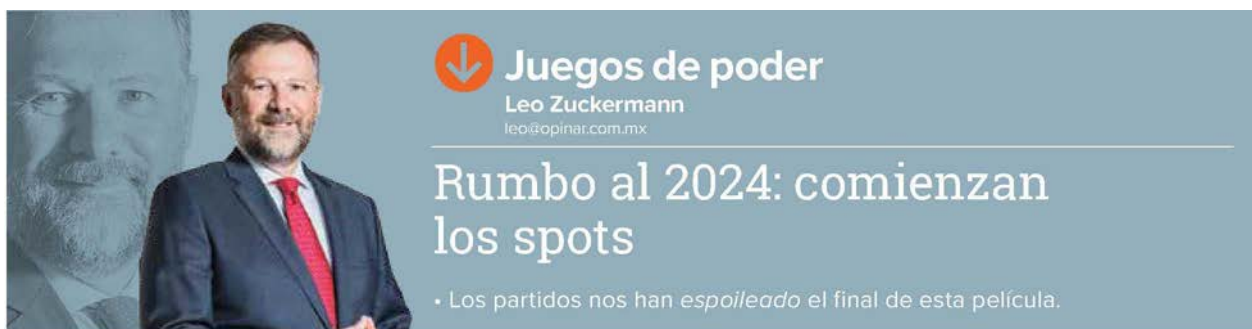 Juegos de poder
Leo Zuckermann
leo@opinar.com.mx
Rumbo al 2024: comienzan
los spots
• Los partidos nos han espoileado el final de esta película.